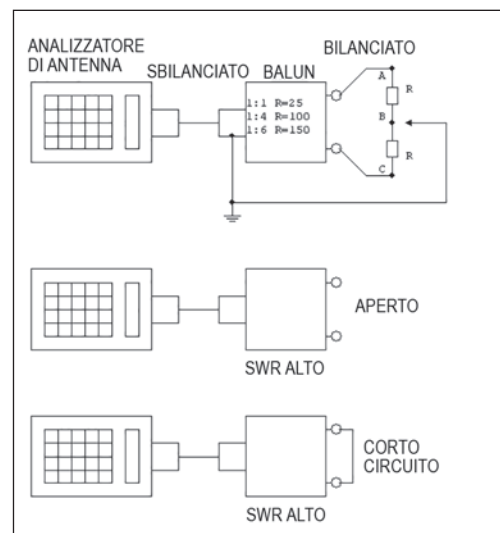 ANALIZZATORE
DI ANTENNA
SBILANCIATO
BALUN
BILANCIATO
1:1 R=25
1:4 R=100
1:6 R=150
A
R
B
R
C
APERTO
SWR ALTO
CORTO
CIRCUITO
SWR ALTO